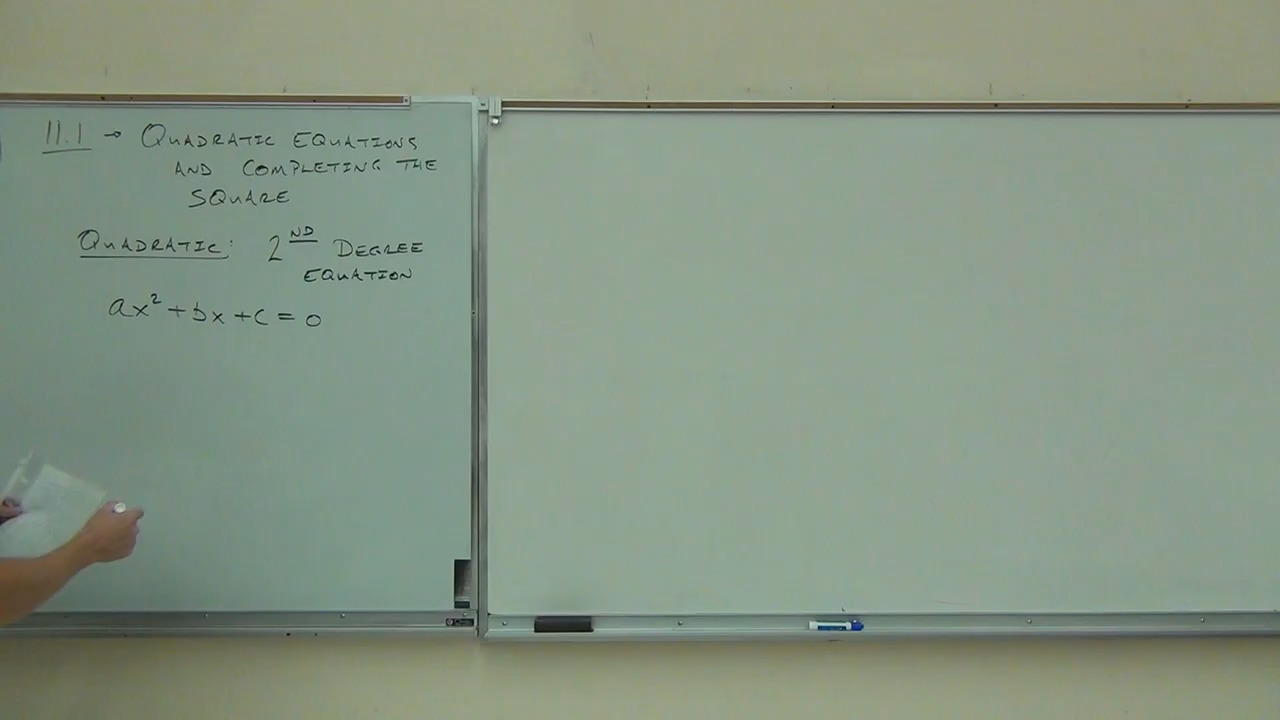 11.1 → QUADRATIC EQUATIONS
AND COMPLETING THE
SQUARE
QUADRATIC: 2ND DEGREE
EQUATION
ax² + bx + c = 0